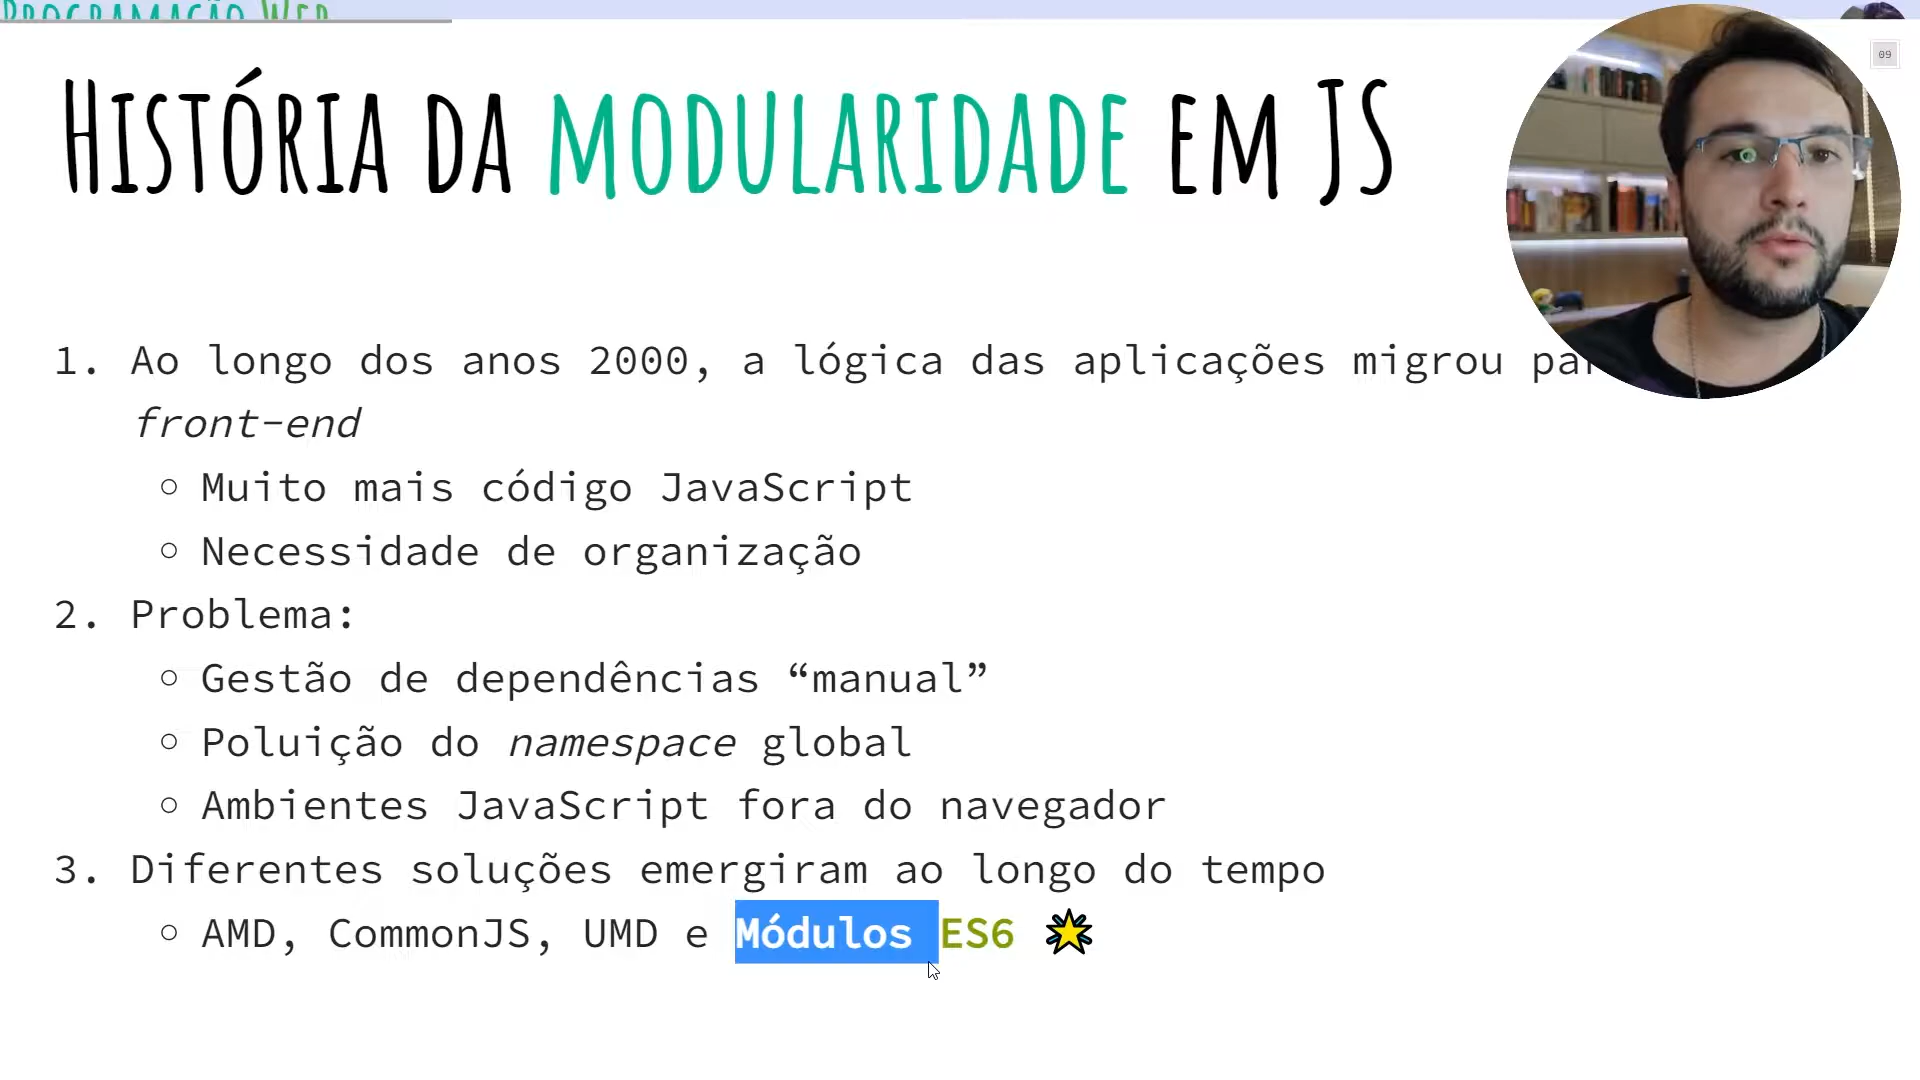 História da modularidade em JS
09
1. Ao longo dos anos 2000, a lógica das aplicações migrou
front-end
Muito mais código JavaScript
Necessidade de organização
2. Problema:
Gestão de dependências “manual”
Poluição do namespace global
Ambientes JavaScript fora do navegador
3. Diferentes soluções emergiram ao longo do tempo
AMD, CommonJS, UMD e Módulos ES6